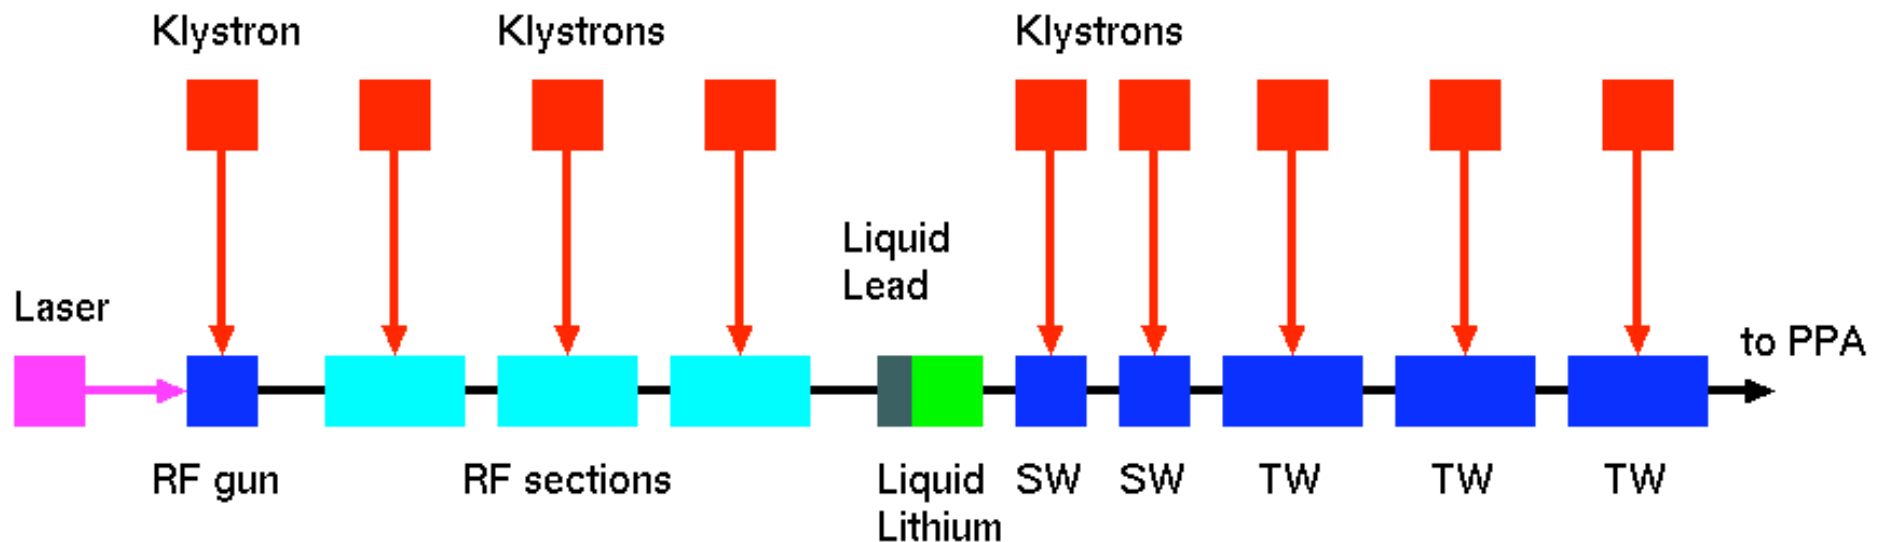 Klystron
Klystrons
Klystrons
Liquid
Lead
Laser
to PPA
RF gun
RF sections
Liquid
Lithium
SW
SW
TW
TW
TW